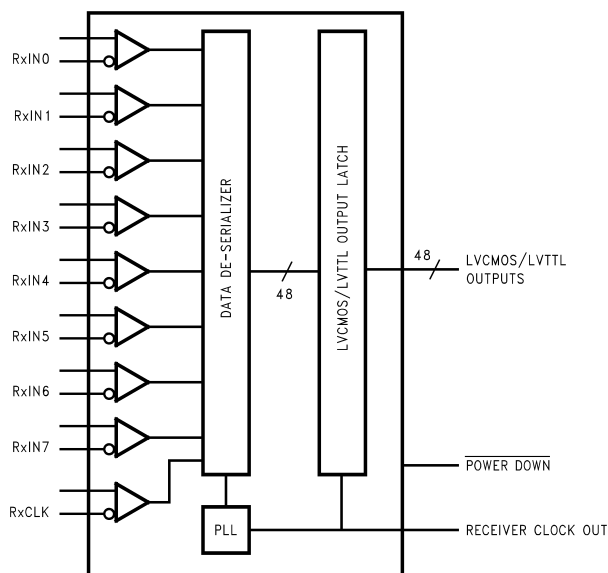 RxIN0
RxIN1
RxIN2
RxIN3
RxIN4
RxIN5
RxIN6
RxIN7
RxCLK
DATA DE-SERIALIZER
48
LVCMOS/LVTTL OUTPUT LATCH
48
LVCMOS/LVTTL
OUTPUTS
POWER DOWN
PLL
RECEIVER CLOCK OUT